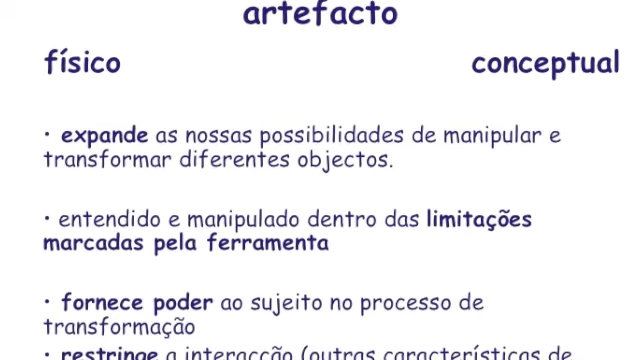 artefacto
físico conceptual
• expande as nossas possibilidades de manipular e
transformar diferentes objectos.
• entendido e manipulado dentro das limitações
marcadas pela ferramenta
• fornece poder ao sujeito no processo de
transformação
• restringe a interacção (outras características de